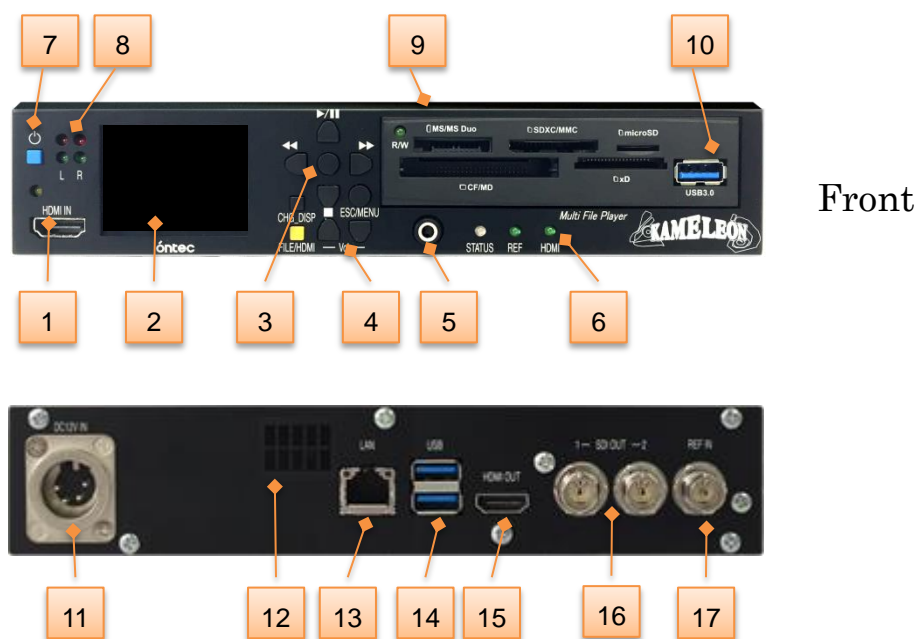 7 8 9 10
MS/MS Duo SDXC/MMC microSD
R/W
L R
xD
CF/MD
USB3.0
HDMI IN
CHG_DISP ESC/MENU
Multi File Player
KAMELEON
FILE/HDMI — Vol —
STATUS REF HDMI
óntec
Front
1 2 3 4 5 6
DC12V IN
LAN USB
HDMI OUT
1— SDI OUT —2 REF IN
11 12 13 14 15 16 17